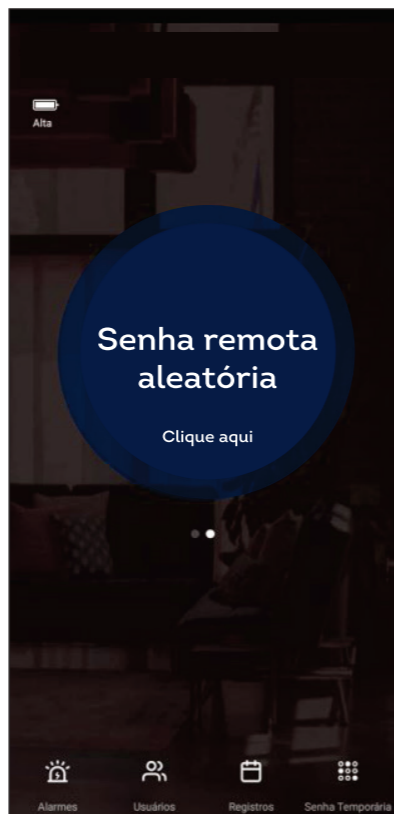 Alta
Senha remota
aleatória
Clique aqui
Alarmes
Usuários
Registros
Senha Temporária